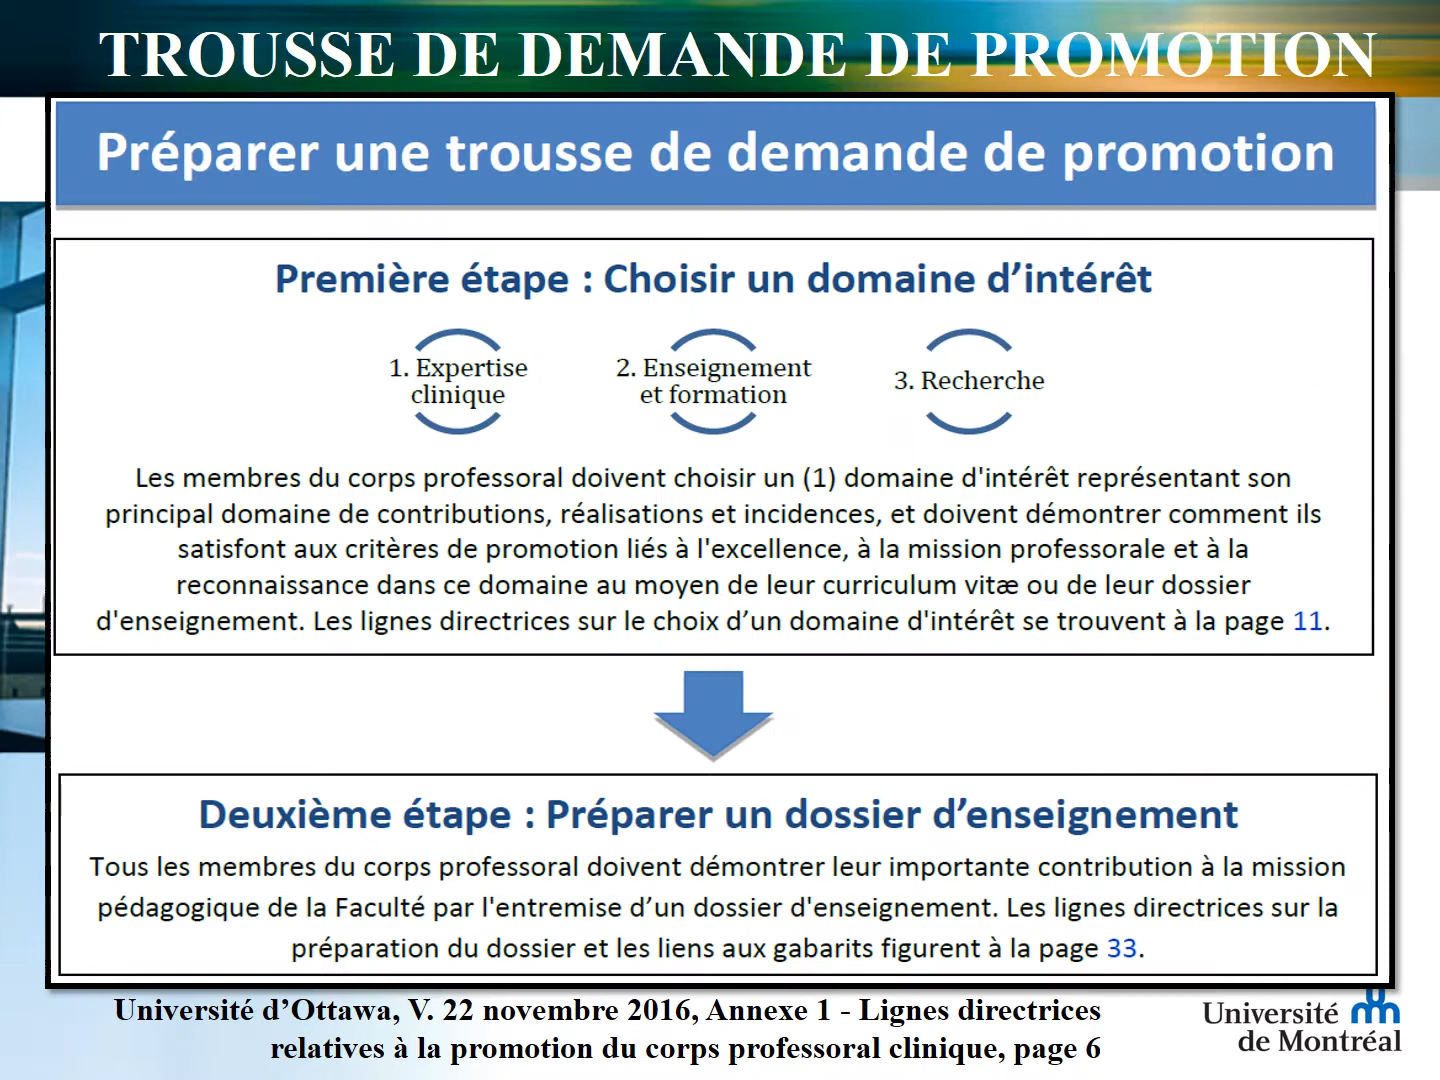 TROUSSE DE DEMANDE DE PROMOTION
Préparer une trousse de demande de promotion
Première étape : Choisir un domaine d’intérêt
1. Expertise
clinique
2. Enseignement
et formation
3. Recherche
Les membres du corps professoral doivent choisir un (1) domaine d'intérêt représentant son
principal domaine de contributions, réalisations et incidences, et doivent démontrer comment ils
satisfont aux critères de promotion liés à l'excellence, à la mission professorale et à la
reconnaissance dans ce domaine au moyen de leur curriculum vitæ ou de leur dossier
d'enseignement. Les lignes directrices sur le choix d’un domaine d'intérêt se trouvent à la page 11.
Deuxième étape : Préparer un dossier d’enseignement
Tous les membres du corps professoral doivent démontrer leur importante contribution à la mission
pédagogique de la Faculté par l'entremise d’un dossier d'enseignement. Les lignes directrices sur la
préparation du dossier et les liens aux gabarits figurent à la page 33.
Université d’Ottawa, V. 22 novembre 2016, Annexe 1 - Lignes directrices
relatives à la promotion du corps professoral clinique, page 6
Université
de Montréal